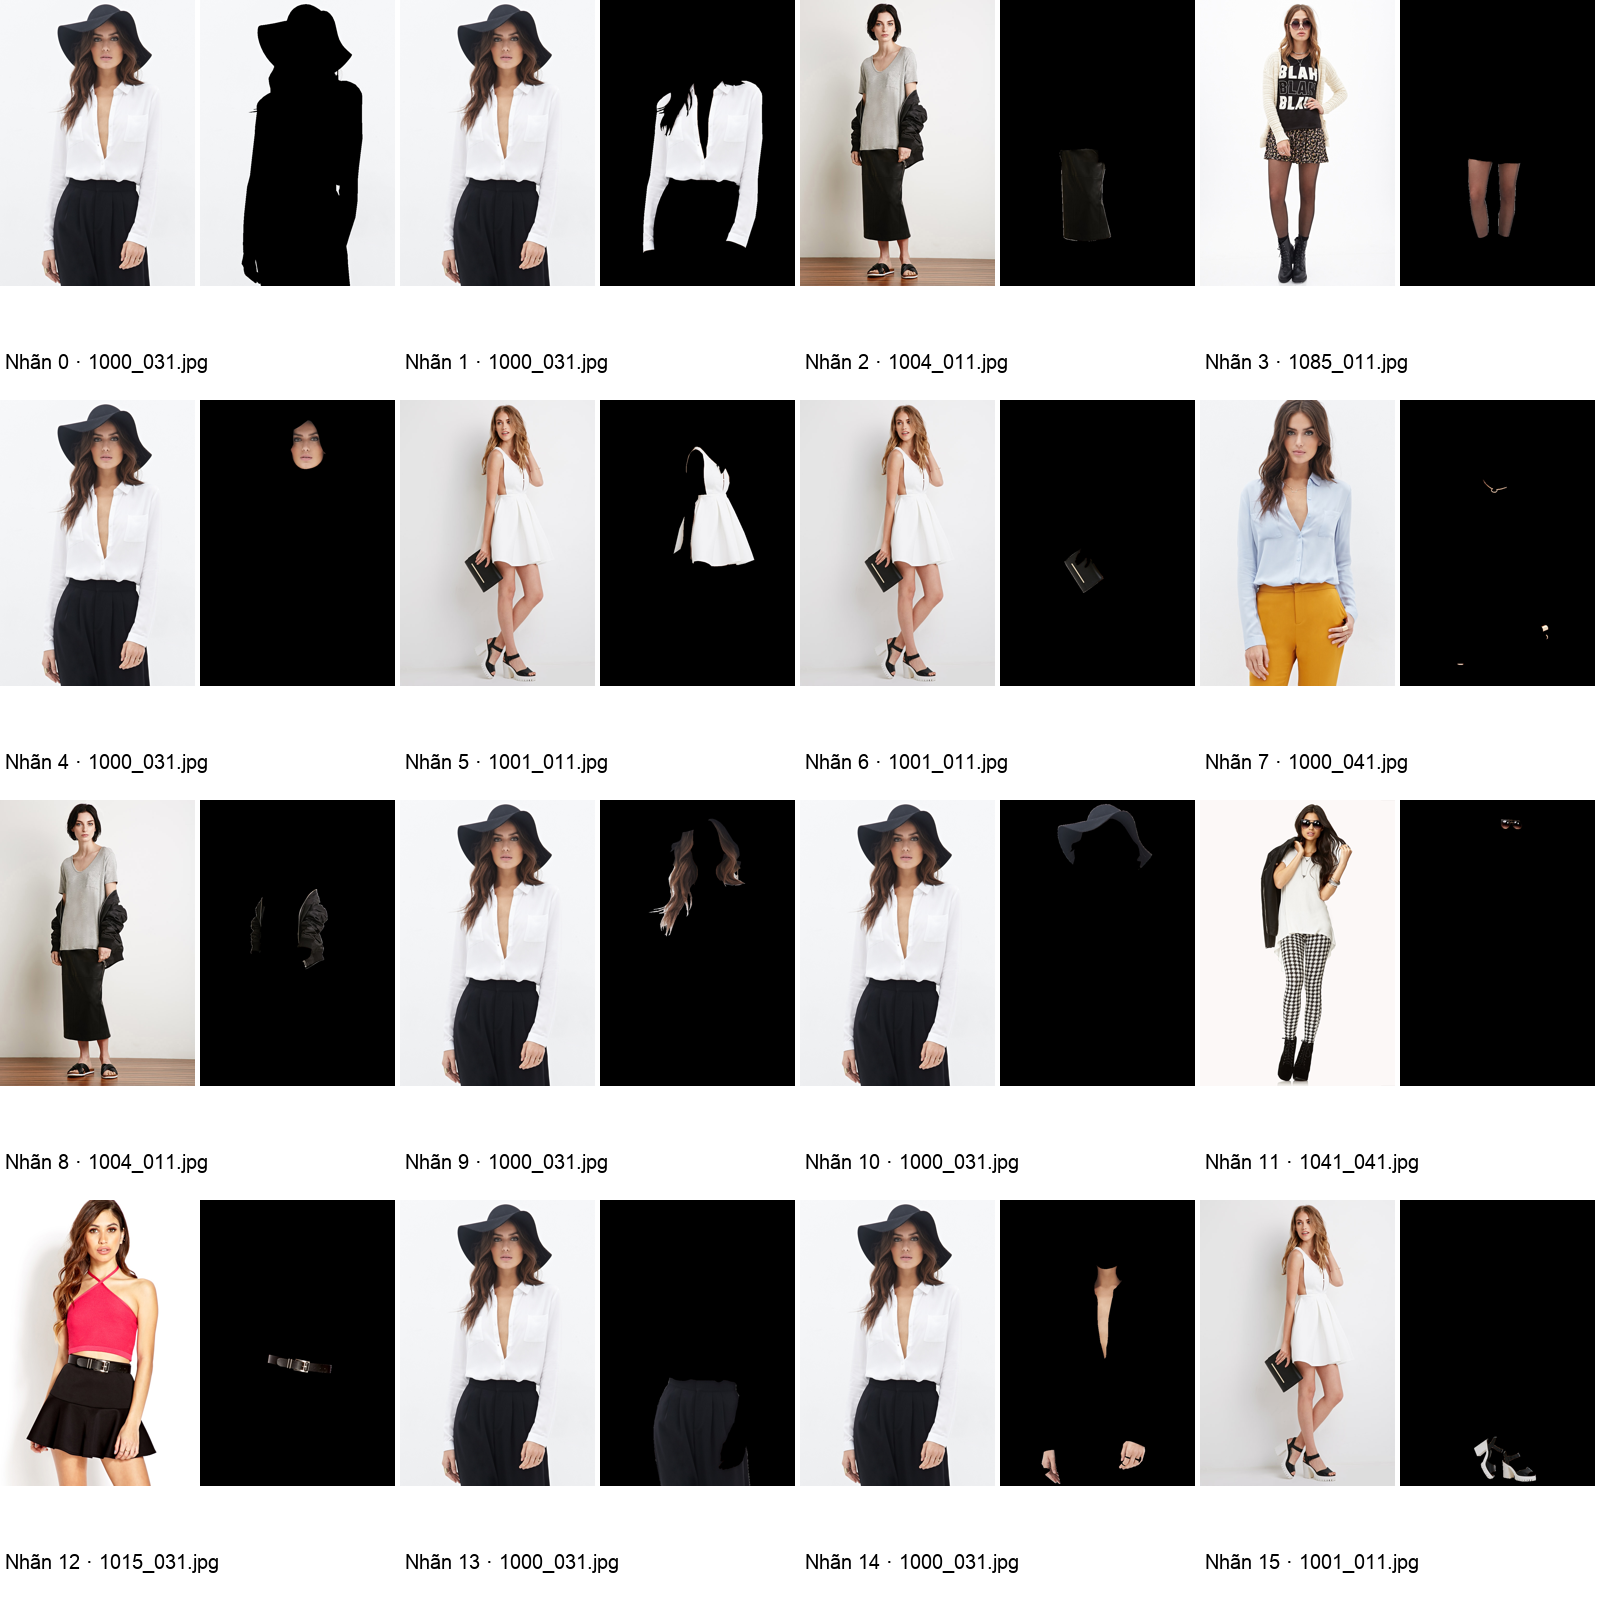 BLAH
BLAH
BLAH
Nhãn 0 · 1000_031.jpg
Nhãn 1 · 1000_031.jpg
Nhãn 2 · 1004_011.jpg
Nhãn 3 · 1085_011.jpg
Nhãn 4 · 1000_031.jpg
Nhãn 5 · 1001_011.jpg
Nhãn 6 · 1001_011.jpg
Nhãn 7 · 1000_041.jpg
Nhãn 8 · 1004_011.jpg
Nhãn 9 · 1000_031.jpg
Nhãn 10 · 1000_031.jpg
Nhãn 11 · 1041_041.jpg
Nhãn 12 · 1015_031.jpg
Nhãn 13 · 1000_031.jpg
Nhãn 14 · 1000_031.jpg
Nhãn 15 · 1001_011.jpg